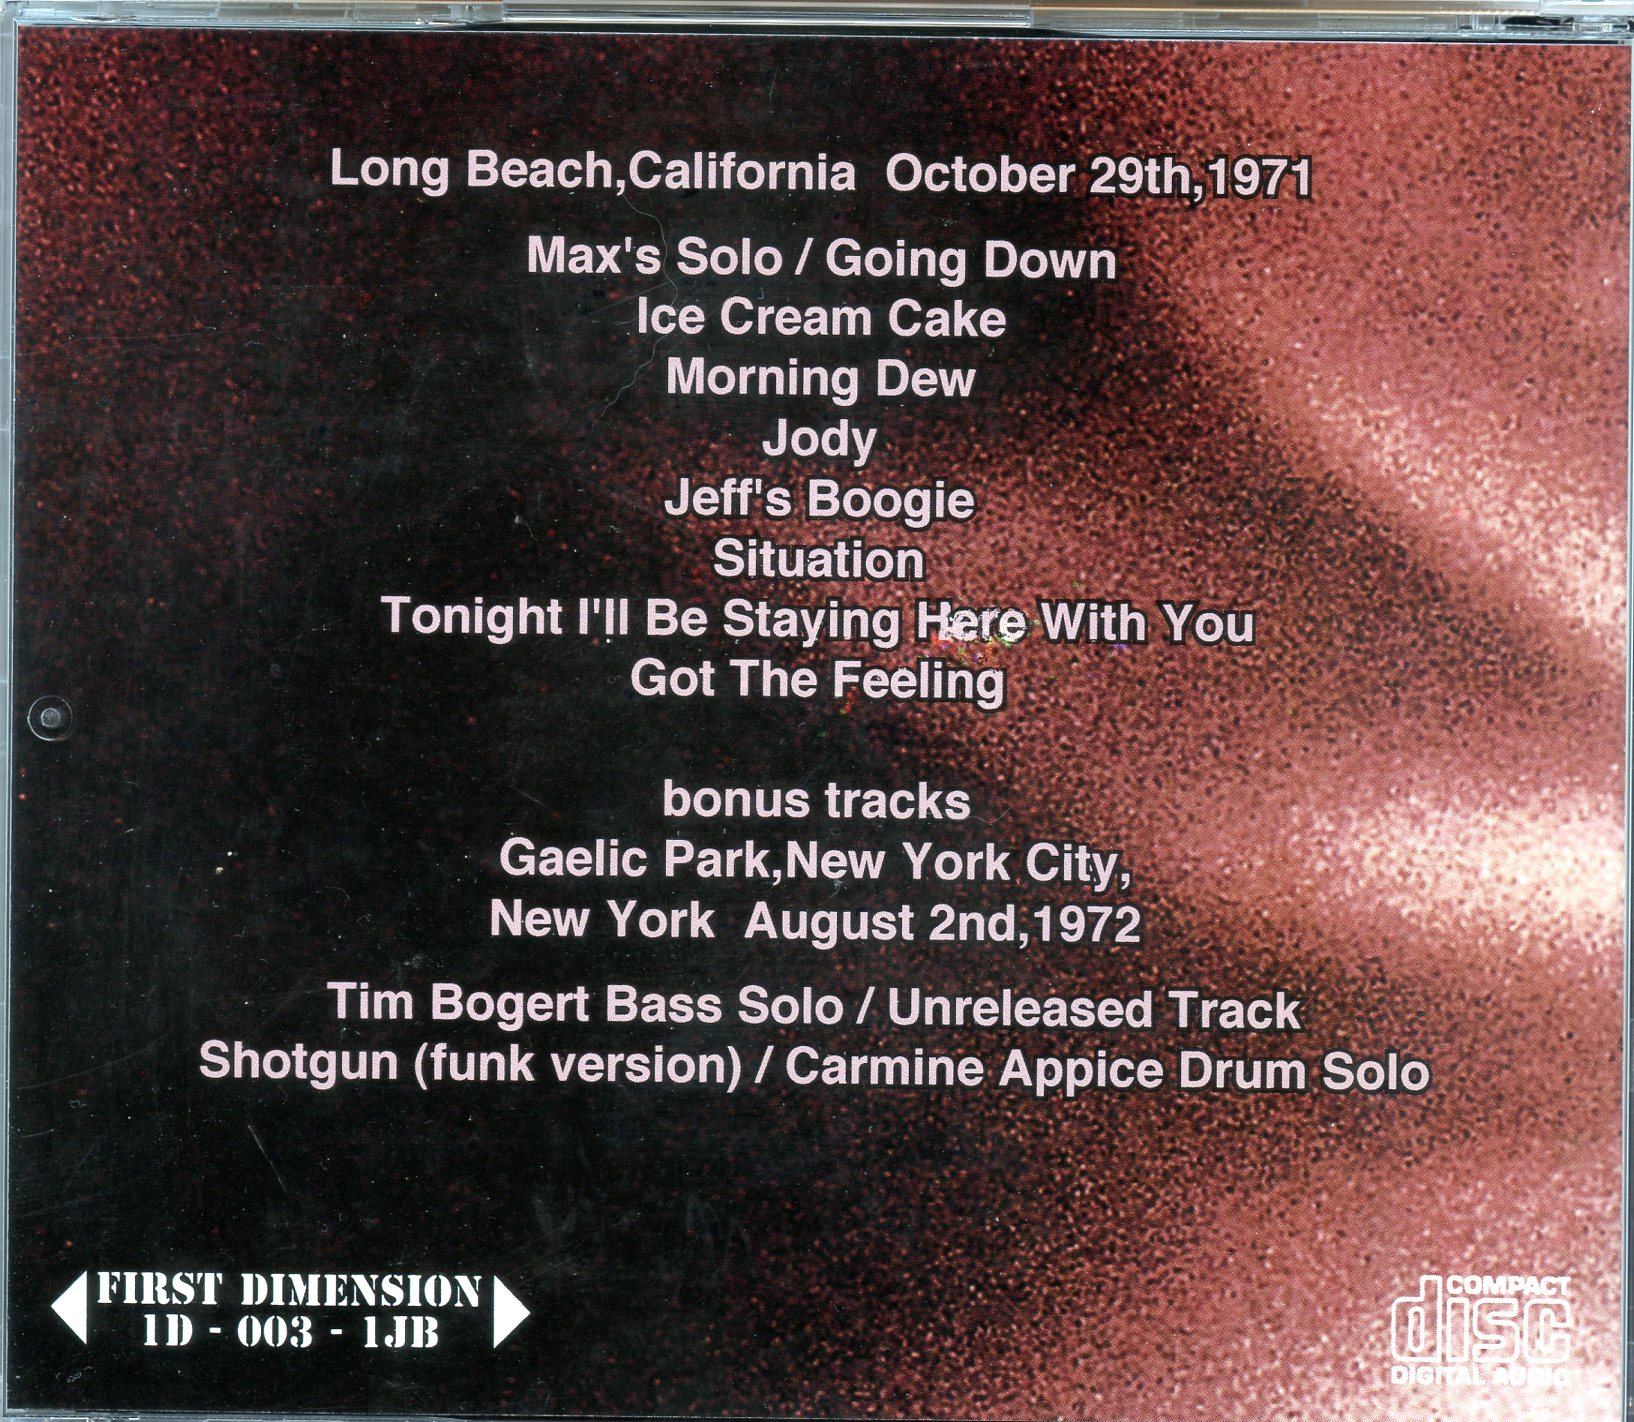 Long Beach,California October 29th,1971
Max's Solo / Going Down
Ice Cream Cake
Morning Dew
Jody
Jeff's Boogie
Situation
Tonight I'll Be Staying Here With You
Got The Feeling
bonus tracks
Gaelic Park,New York City,
New York August 2nd,1972
Tim Bogert Bass Solo / Unreleased Track
Shotgun (funk version) / Carmine Appice Drum Solo
FIRST DIMENSION
1D - 003 - 1JB
COMPACT
disc
DIGITAL AUDIO